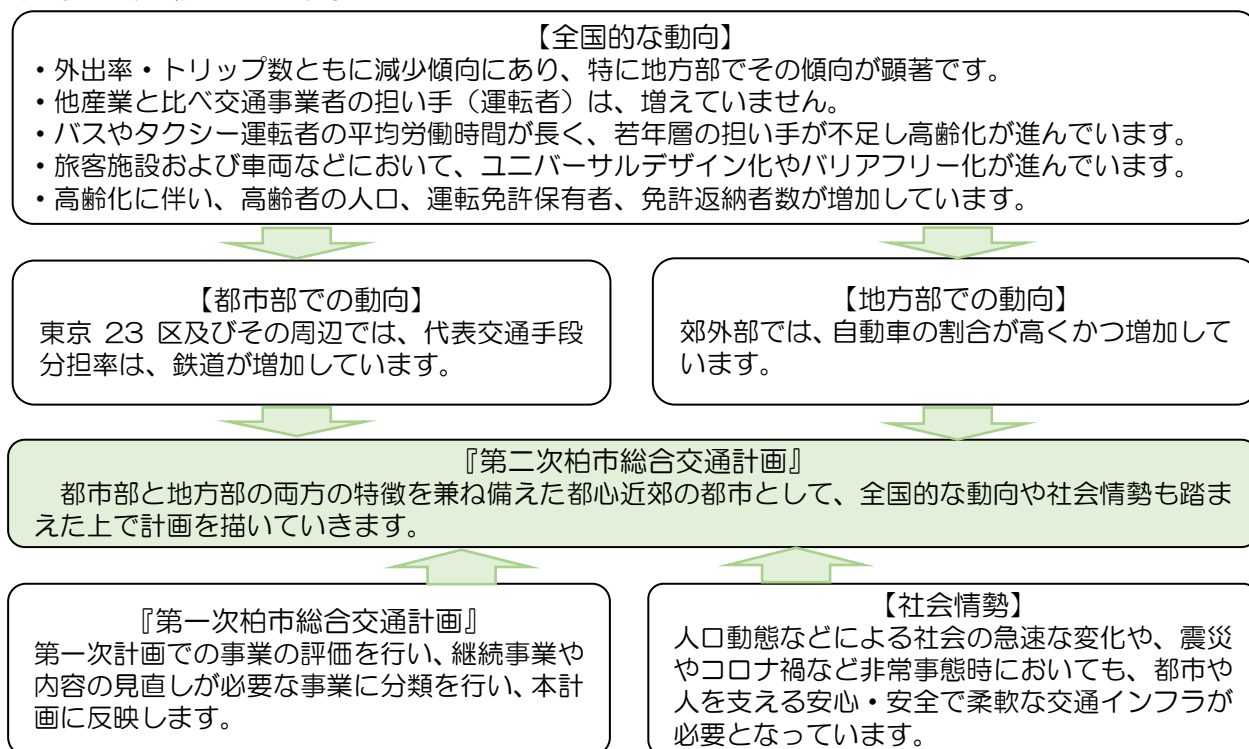 【全国的な動向】
・外出率・トリップ数ともに減少傾向にあり、特に地方部でその傾向が顕著です。
・他産業と比べ交通事業者の担い手（運転者）は、増えていません。
・バスやタクシー運転者の平均労働時間が長く、若年層の担い手が不足し高齢化が進んでいます。
・旅客施設および車両などにおいて、ユニバーサルデザイン化やバリアフリー化が進んでいます。
・高齢化に伴い、高齢者の人口、運転免許保有者、免許返納者数が増加しています。
【都市部での動向】
東京 23 区及びその周辺では、代表交通手段
分担率は、鉄道が増加しています。
【地方部での動向】
郊外部では、自動車の割合が高くかつ増加して
います。
『第二次柏市総合交通計画』
都市部と地方部の両方の特徴を兼ね備えた都心近郊の都市として、全国的な動向や社会情勢も踏ま
えた上で計画を描いていきます。
『第一次柏市総合交通計画』
第一次計画での事業の評価を行い、継続事業や
内容の見直しが必要な事業に分類を行い、本計
画に反映します。
【社会情勢】
人口動態などによる社会の急速な変化や、震災
やコロナ禍など非常事態時においても、都市や
人を支える安心・安全で柔軟な交通インフラが
必要となっています。